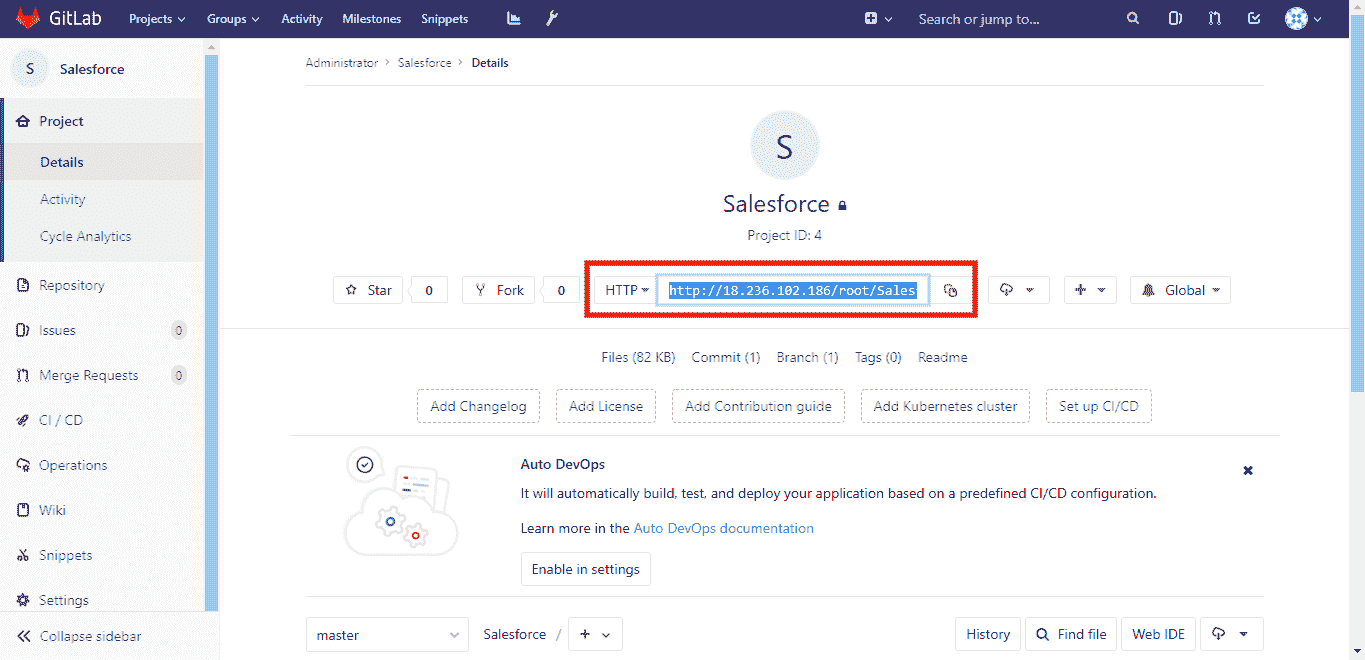 GitLab Projects Groups Activity Milestones Snippets Search or jump to...
S Salesforce
Project
Details
Activity
Cycle Analytics
Repository
Issues 0
Merge Requests 0
CI / CD
Operations
Wiki
Snippets
Settings
Collapse sidebar
Administrator > Salesforce > Details
S
Salesforce
Project ID: 4
Star 0 Fork 0 HTTP http://18.236.102.186/root/Sales Global
Files (82 KB) Commit (1) Branch (1) Tags (0) Readme
Add Changelog Add License Add Contribution guide Add Kubernetes cluster Set up CI/CD
Auto DevOps
It will automatically build, test, and deploy your application based on a predefined CI/CD configuration.
Learn more in the Auto DevOps documentation
Enable in settings
master Salesforce / + History Find file Web IDE